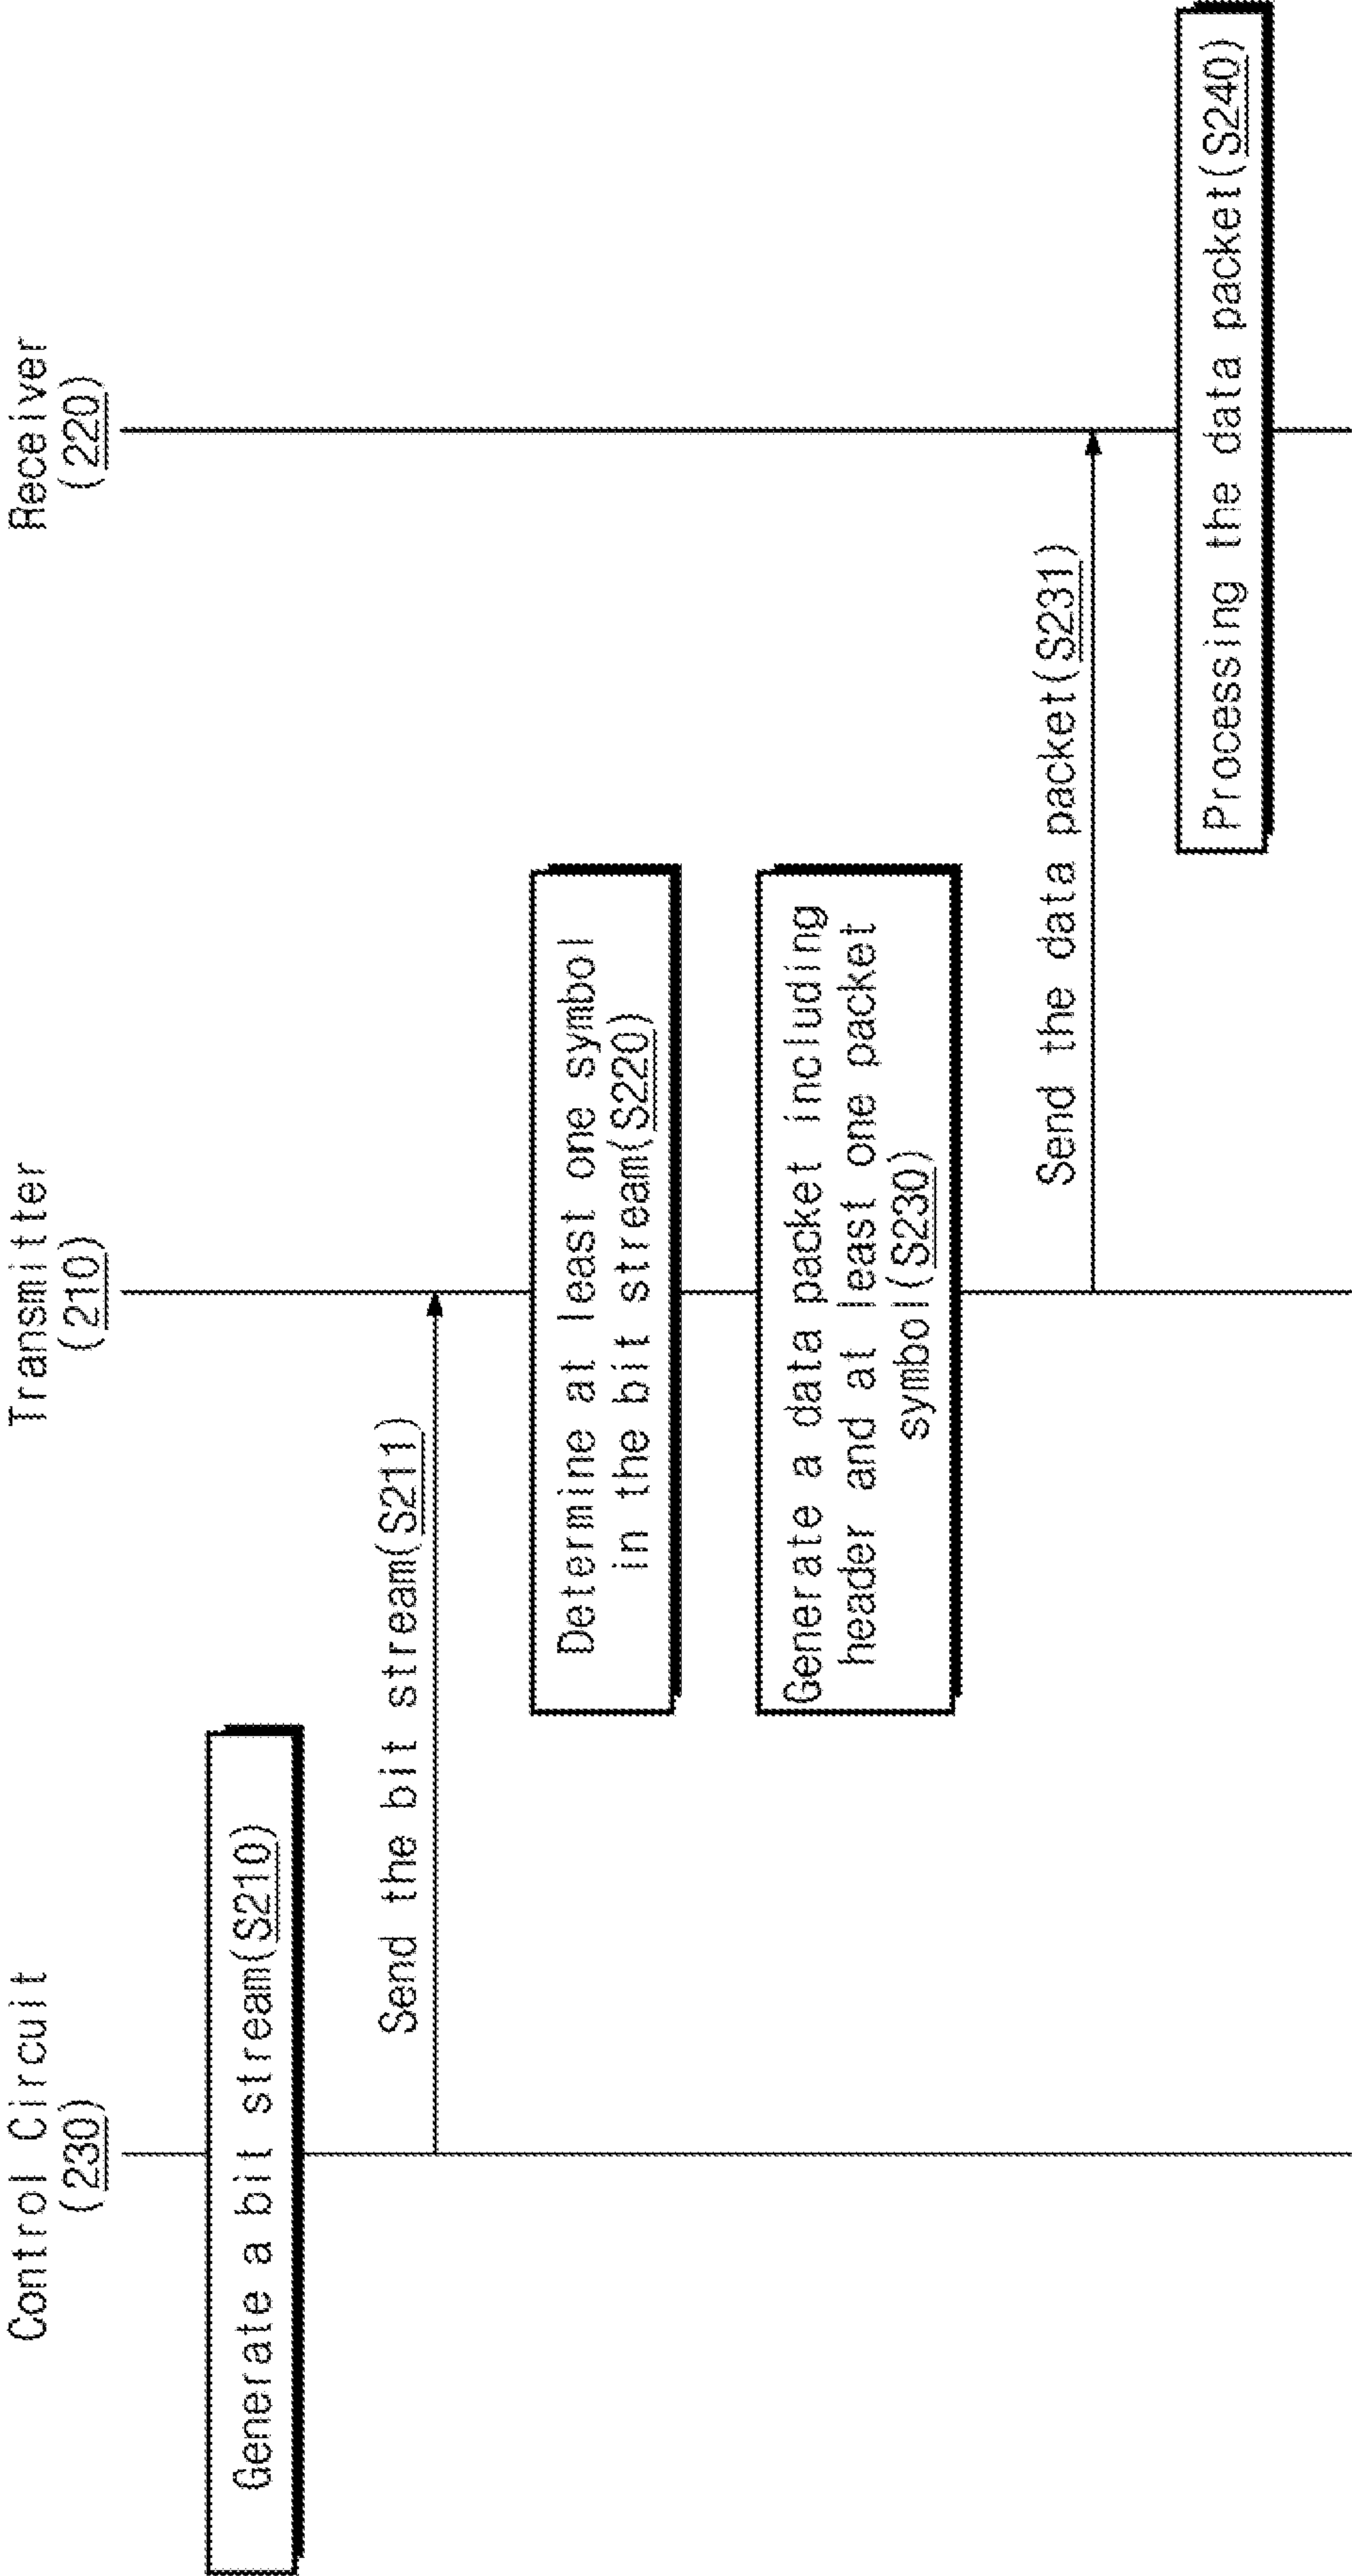 Control Circuit
(230)
Transmitter
(210)
Receiver
(220)
Generate a bit stream(S210)
Send the bit stream(S211)
Determine at least one symbol
in the bit stream(S220)
Generate a data packet including
header and at least one packet
symbol(S230)
Send the data packet(S231)
Processing the data packet(S240)